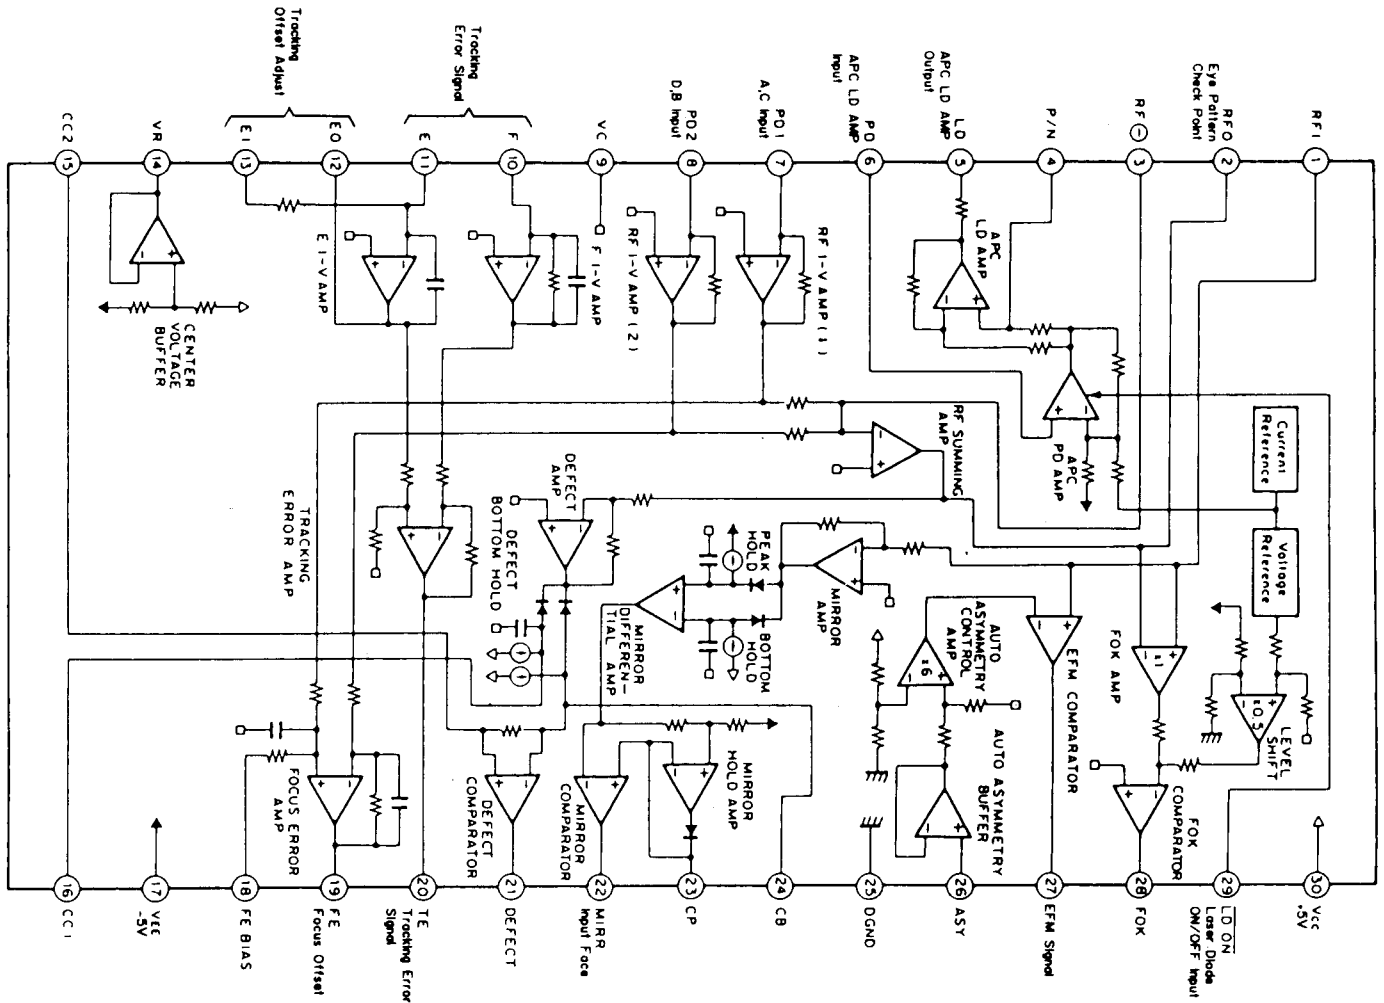 Tracking
Offset Adjust
Tracking
Error Signal
CC2
VR
E I
EO
E
F
VC
PD2
D,B Input
PD1
A,C Input
PD
APC LD AMP
Input
LD
APC LD AMP
Output
P/N
RF ⊖
RFO
Eye Pattern
Check Point
RF I
15
14
13
12
11
10
9
8
7
6
5
4
3
2
1
CENTER
VOLTAGE
BUFFER
E I-V AMP
F I-V AMP
RF I-V AMP (2)
RF I-V AMP (1)
APC
LD AMP
APC
PD AMP
Current
Reference
Voltage
Reference
RF SUMMING
AMP
DEFECT
AMP
DEFECT
BOTTOM HOLD
TRACKING
ERROR AMP
PEAK
HOLD
BOTTOM
HOLD
MIRROR
AMP
MIRROR
DIFFEREN-
TIAL AMP
AUTO
ASYMMETRY
CONTROL
AMP
x6
EFM COMPARATOR
FOK AMP
x1
x0.5
LEVEL
SHIFT
FOCUS ERROR
AMP
DEFECT
COMPARATOR
MIRROR
COMPARATOR
MIRROR
HOLD AMP
AUTO ASYMMETRY
BUFFER
FOK
COMPARATOR
16
17
18
19
20
21
22
23
24
25
26
27
28
29
30
CC1
VEE
-5V
FE BIAS
FE
Focus Offset
TE
Tracking Error
Signal
DEFECT
MIRR
Input Face
CP
CB
DGND
ASY
EFM Signal
FOK
LD ON
Laser Diode
ON/OFF Input
Vcc
+5V